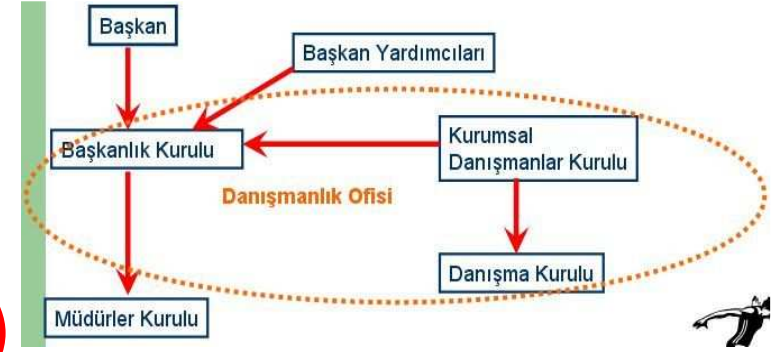 Başkan
Başkan Yardımcıları
Başkanlık Kurulu
Kurumsal
Danışmanlar Kurulu
Danışmanlık Ofisi
Danışma Kurulu
Müdürler Kurulu